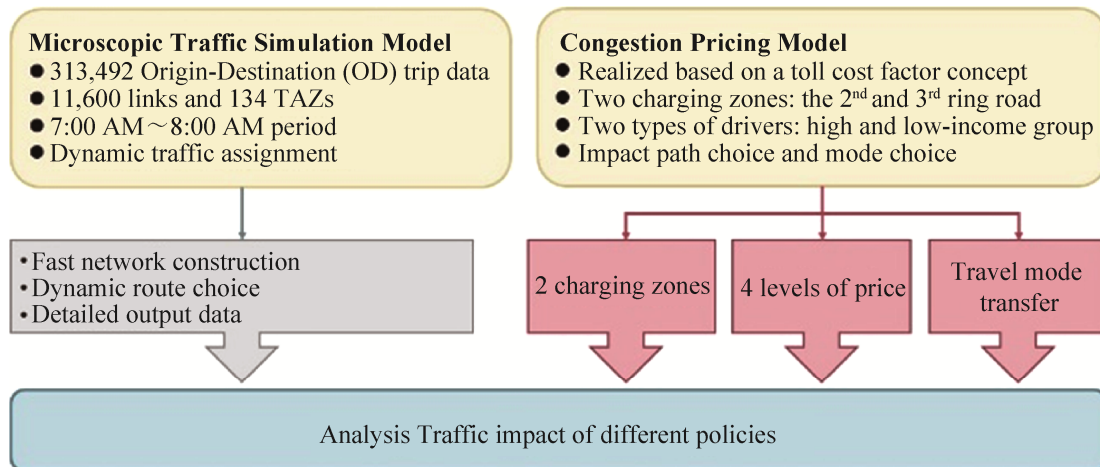 Microscopic Traffic Simulation Model
● 313,492 Origin-Destination (OD) trip data
● 11,600 links and 134 TAZs
● 7:00 AM～8:00 AM period
● Dynamic traffic assignment
Congestion Pricing Model
● Realized based on a toll cost factor concept
● Two charging zones: the 2nd and 3rd ring road
● Two types of drivers: high and low-income group
● Impact path choice and mode choice
• Fast network construction
• Dynamic route choice
• Detailed output data
2 charging zones
4 levels of price
Travel mode
transfer
Analysis Traffic impact of different policies